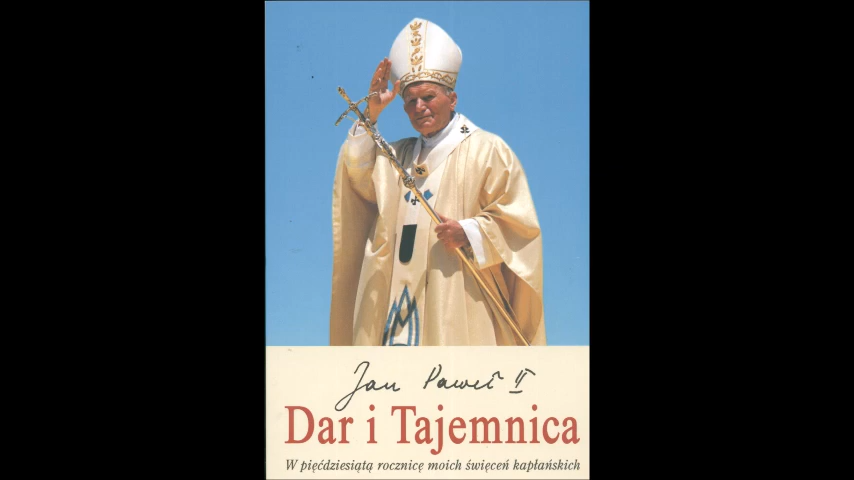 Jan Paweł II
Dar i Tajemnica
W pięćdziesiątą rocznicę moich święceń kapłańskich